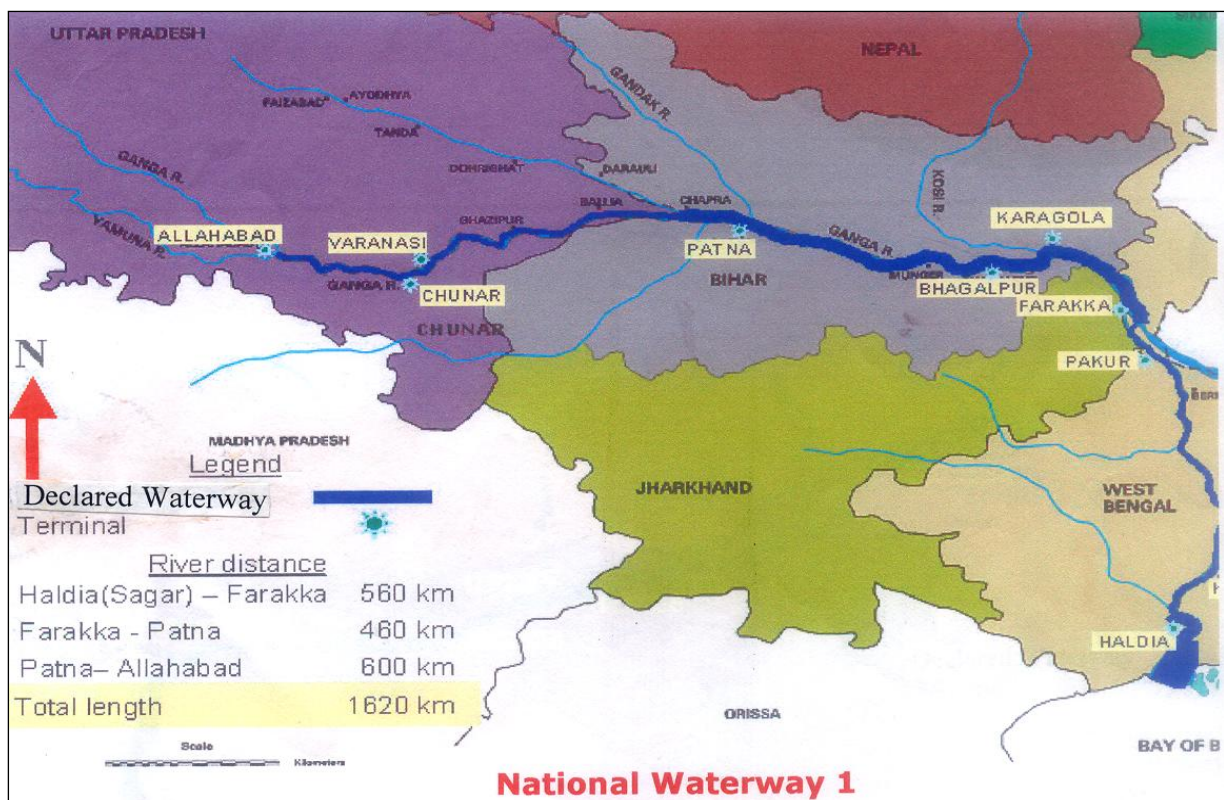 UTTAR PRADESH
NEPAL
GANDAK R.
AYODHYA
FAIZABAD
TANDA
DOHRIGHAT
DARAULI
GANGA R.
KOSI R.
YAMUNA R.
ALLAHABAD
VARANASI
GHAZIPUR
BALLIA
CHAPRA
PATNA
GANGA R.
KARAGOLA
GANGA R.
CHUNAR
BIHAR
MUNGER
BHAGALPUR
FARAKKA
CHUNAR
PAKUR
N
MADHYA PRADESH
Legend
Declared Waterway
Terminal
River distance
Haldia(Sagar) – Farakka 560 km
Farakka - Patna 460 km
Patna– Allahabad 600 km
Total length 1620 km
JHARKHAND
WEST
BENGAL
HALDIA
ORISSA
BAY OF B
Scale
Kilometers
National Waterway 1